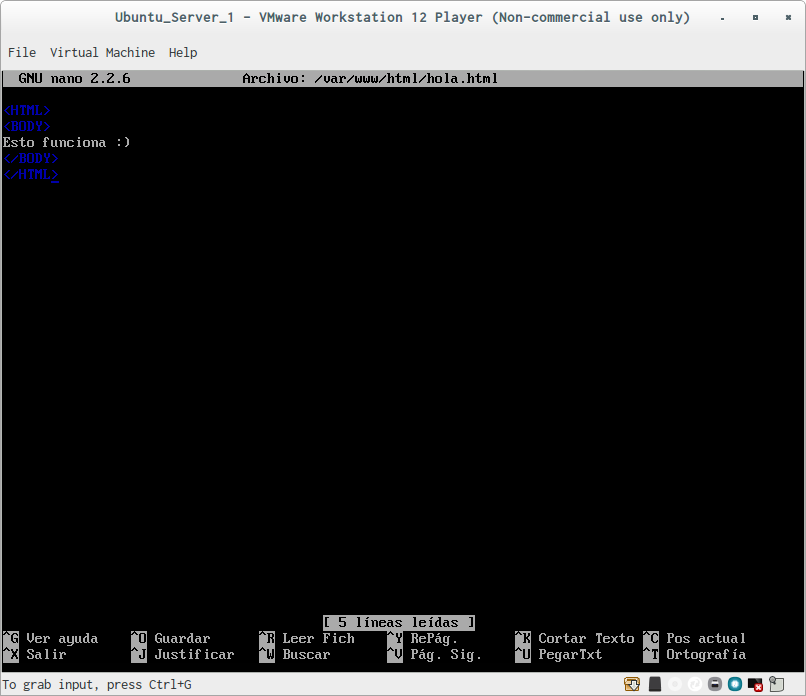 Ubuntu_Server_1 - VMware Workstation 12 Player (Non-commercial use only)
File Virtual Machine Help
GNU nano 2.2.6 Archivo: /var/www/html/hola.html
<HTML>
<BODY>
Esto funciona :)
</BODY>
</HTML>
[ 5 líneas leídas ]
^G Ver ayuda ^O Guardar ^R Leer Fich ^Y RePág. ^K Cortar Texto ^C Pos actual
^X Salir ^J Justificar ^W Buscar ^V Pág. Sig. ^U PegarTxt ^T Ortografía
To grab input, press Ctrl+G